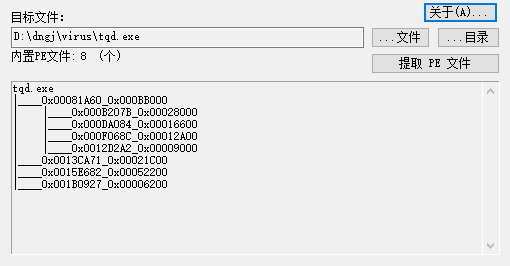 目标文件:
关于(A)...
D:\dngj\virus\tqd.exe
...文件
...目录
内置PE文件: 8 (个)
提取 PE 文件
tqd.exe
|____0x00081A60_0x000BB000
| |____0x000B207B_0x00028000
| |____0x000DA084_0x00016600
| |____0x000F068C_0x00012A00
| |____0x0012D2A2_0x00009000
|____0x0013CA71_0x00021C00
|____0x0015E682_0x00052200
|____0x001B0927_0x00006200